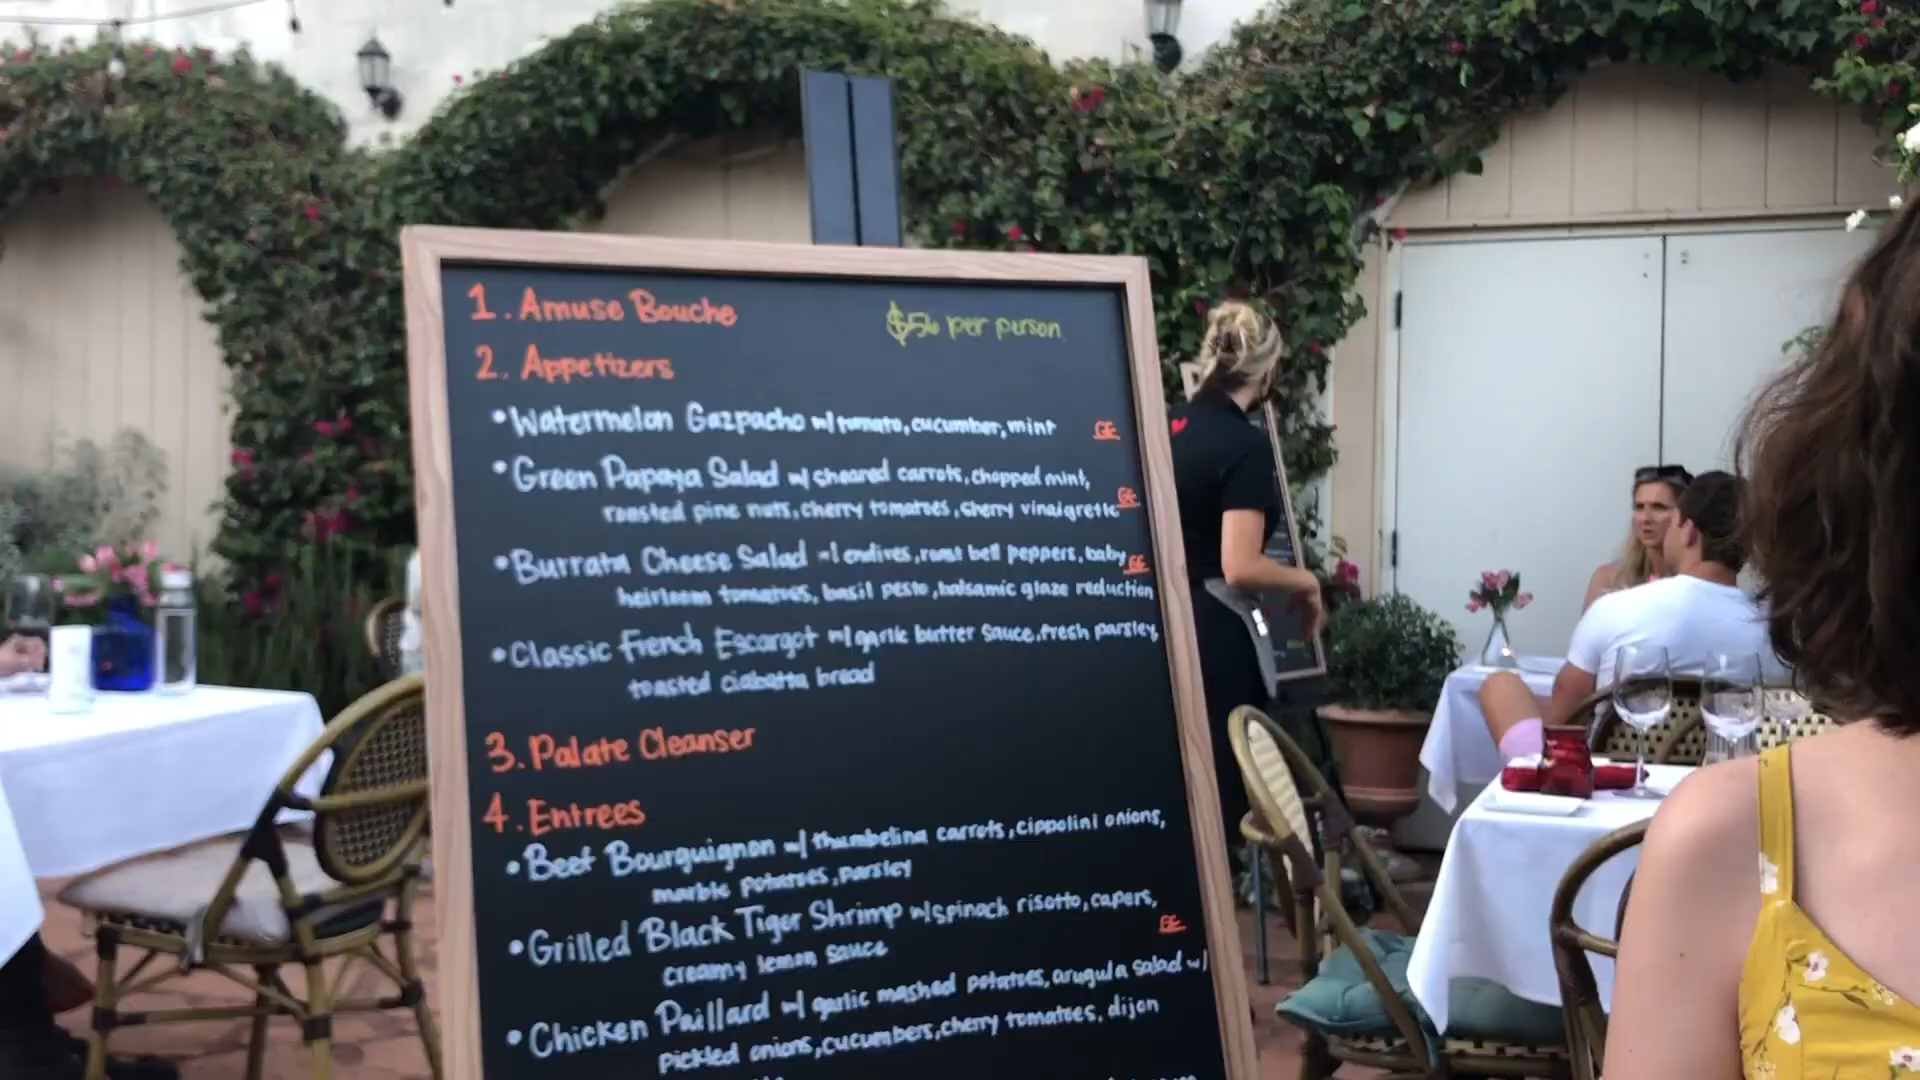 1. Amuse Bouche
$56 per person
2. Appetizers
•Watermelon Gazpacho w/tomato, cucumber, mint GF
•Green Papaya Salad w/ sheared carrots, chopped mint,
roasted pine nuts, cherry tomatoes, sherry vinaigrette GF
•Burrata Cheese Salad w/ endives, roast bell peppers, baby GF
heirloom tomatoes, basil pesto, balsamic glaze reduction
•Classic French Escargot w/garlic butter sauce, fresh parsley,
toasted ciabatta bread
3. Palate Cleanser
4. Entrees
•Beef Bourguignon w/ thumbelina carrots, cippolini onions,
marble potatoes, parsley
•Grilled Black Tiger Shrimp w/spinach risotto, capers,
creamy lemon sauce GF
•Chicken Paillard w/ garlic mashed potatoes, arugula salad w/
pickled onions, cucumbers, cherry tomatoes, dijon